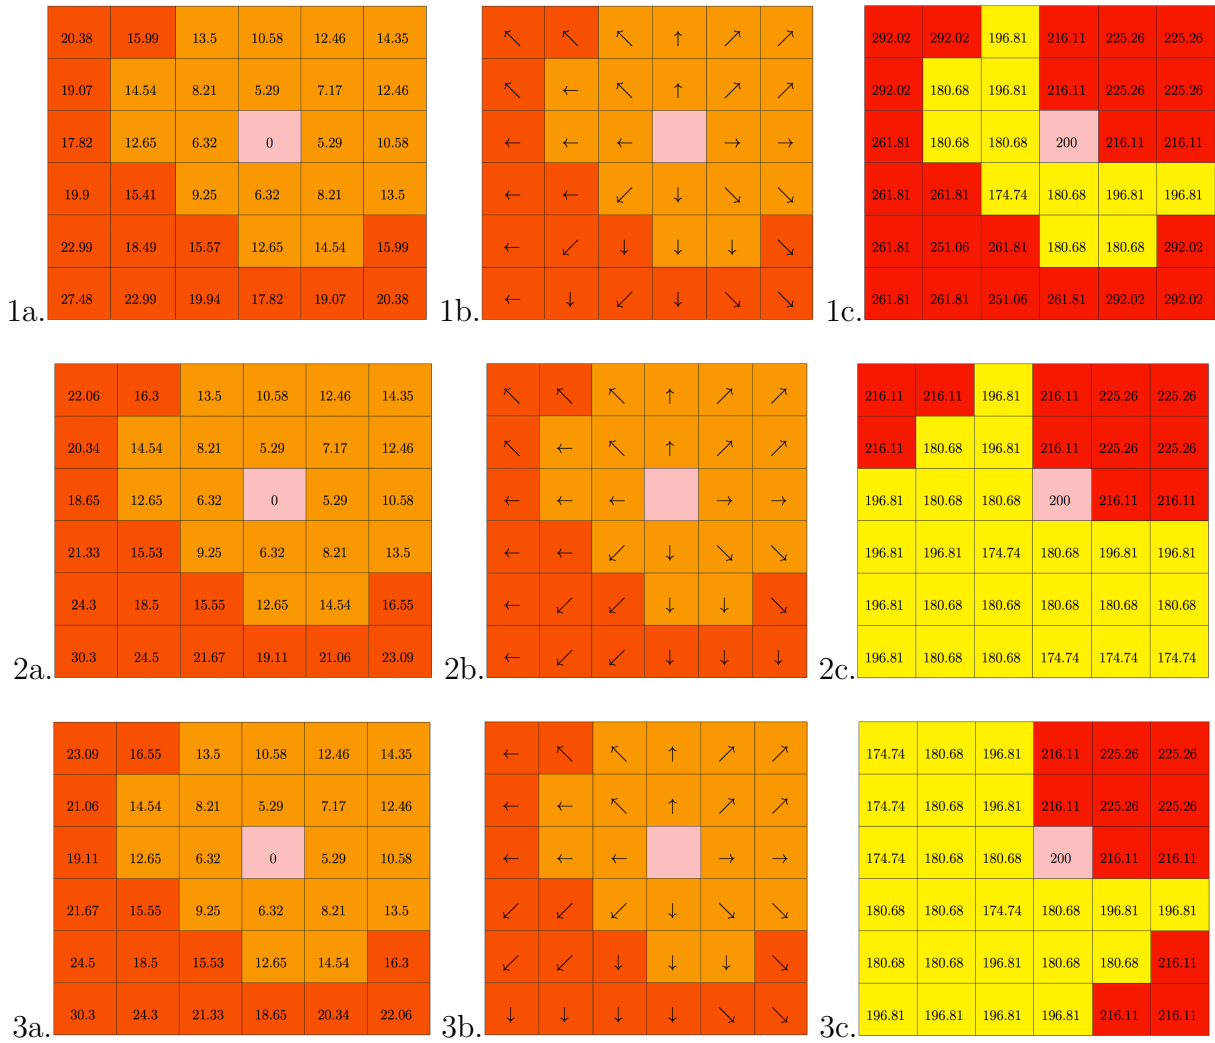 20.38 15.99 13.5 10.58 12.46 14.35 ↖ ↖ ↖ ↑ ↗ ↗ 292.02 292.02 196.81 216.11 225.26 225.26
19.07 14.54 8.21 5.29 7.17 12.46 ↖ ← ↖ ↑ ↗ ↗ 292.02 180.68 196.81 216.11 225.26 225.26
17.82 12.65 6.32 0 5.29 10.58 ← ← ← → → 261.81 180.68 180.68 200 216.11 216.11
19.9 15.41 9.25 6.32 8.21 13.5 ← ← ↙ ↓ ↘ ↘ 261.81 261.81 174.74 180.68 196.81 196.81
22.99 18.49 15.57 12.65 14.54 15.99 ← ↙ ↓ ↓ ↓ ↘ 261.81 251.06 261.81 180.68 180.68 292.02
1a. 27.48 22.99 19.94 17.82 19.07 20.38 1b. ← ↓ ↙ ↓ ↘ ↘ 1c. 261.81 261.81 251.06 261.81 292.02 292.02
22.06 16.3 13.5 10.58 12.46 14.35 ↖ ↖ ↖ ↑ ↗ ↗ 216.11 216.11 196.81 216.11 225.26 225.26
20.34 14.54 8.21 5.29 7.17 12.46 ↖ ← ↖ ↑ ↗ ↗ 216.11 180.68 196.81 216.11 225.26 225.26
18.65 12.65 6.32 0 5.29 10.58 ← ← ← → → 196.81 180.68 180.68 200 216.11 216.11
21.33 15.53 9.25 6.32 8.21 13.5 ← ← ↙ ↓ ↘ ↘ 196.81 196.81 174.74 180.68 196.81 196.81
24.3 18.5 15.55 12.65 14.54 16.55 ← ↙ ↙ ↓ ↓ ↘ 196.81 180.68 180.68 180.68 180.68 180.68
2a. 30.3 24.5 21.67 19.11 21.06 23.09 2b. ← ↙ ↙ ↓ ↓ ↓ 2c. 196.81 180.68 180.68 174.74 174.74 174.74
23.09 16.55 13.5 10.58 12.46 14.35 ← ↖ ↖ ↑ ↗ ↗ 174.74 180.68 196.81 216.11 225.26 225.26
21.06 14.54 8.21 5.29 7.17 12.46 ← ← ↖ ↑ ↗ ↗ 174.74 180.68 196.81 216.11 225.26 225.26
19.11 12.65 6.32 0 5.29 10.58 ← ← ← → → 174.74 180.68 180.68 200 216.11 216.11
21.67 15.55 9.25 6.32 8.21 13.5 ↙ ↙ ↙ ↓ ↘ ↘ 180.68 180.68 174.74 180.68 196.81 196.81
24.5 18.5 15.53 12.65 14.54 16.3 ↙ ↙ ↓ ↓ ↓ ↘ 180.68 180.68 196.81 180.68 180.68 216.11
3a. 30.3 24.3 21.33 18.65 20.34 22.06 3b. ↓ ↓ ↓ ↓ ↘ ↘ 3c. 196.81 196.81 196.81 196.81 216.11 216.11